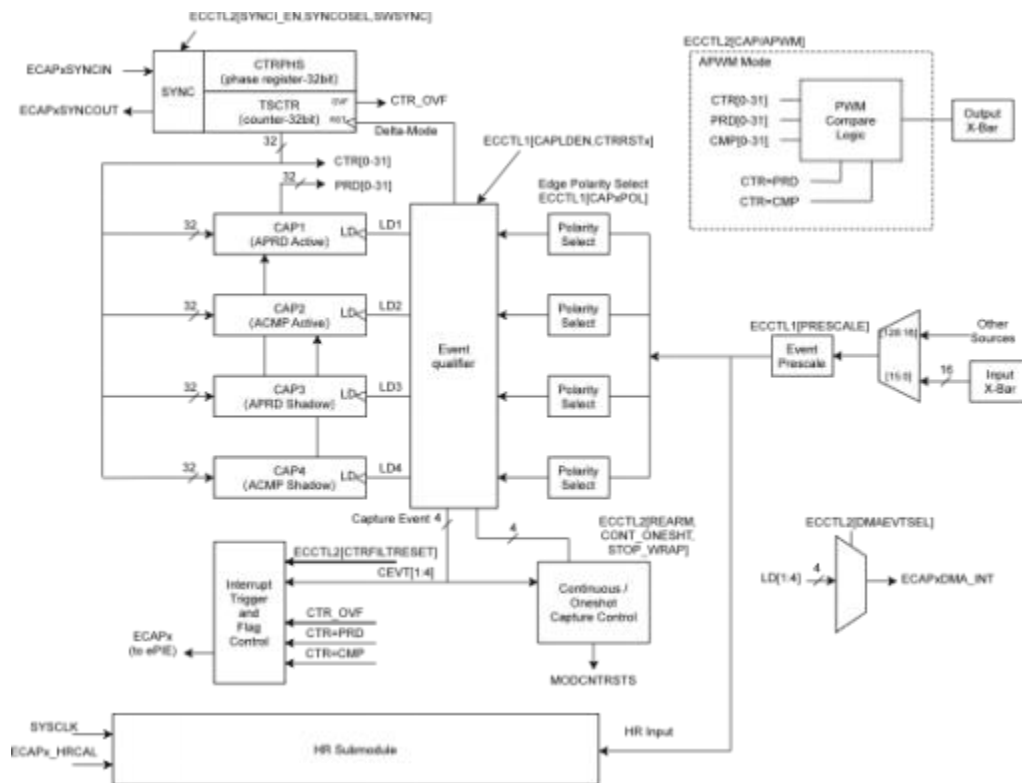 ECCTL2[SYNCI_EN,SYNCOSEL,SWSYNC]
ECAPxSYNCIN
ECAPxSYNCOUT
SYNC
CTRPHS
(phase register-32bit)
TSCTR
(counter-32bit)
OVF
RST
CTR_OVF
Delta-Mode
32
CTR[0-31]
32
PRD[0-31]
ECCTL2[CAP/APWM]
APWM Mode
CTR[0-31]
PRD[0-31]
CMP[0-31]
PWM
Compare
Logic
CTR=PRD
CTR=CMP
Output
X-Bar
ECCTL1[CAPLDEN,CTRRSTx]
Edge Polarity Select
ECCTL1[CAPxPOL]
32
CAP1
(APRD Active)
LD
LD1
Polarity
Select
32
CAP2
(ACMP Active)
LD
LD2
Polarity
Select
Event
qualifier
32
CAP3
(APRD Shadow)
LD
LD3
Polarity
Select
32
CAP4
(ACMP Shadow)
LD
LD4
Polarity
Select
ECCTL1[PRESCALE]
Event
Prescale
[128:16]
[15:0]
Other
Sources
16
Input
X-Bar
Capture Event
4
4
ECCTL2[REARM,
CONT_ONESHT,
STOP_WRAP]
ECCTL2[CTRFILTRESET]
CEVT[1:4]
Interrupt
Trigger
and
Flag
Control
CTR_OVF
CTR=PRD
CTR=CMP
ECAPx
(to ePIE)
Continuous /
Oneshot
Capture Control
MODCNTRSTS
ECCTL2[DMAEVTSEL]
LD[1:4]
4
ECAPxDMA_INT
SYSCLK
ECAPx_HRCAL
HR Submodule
HR Input